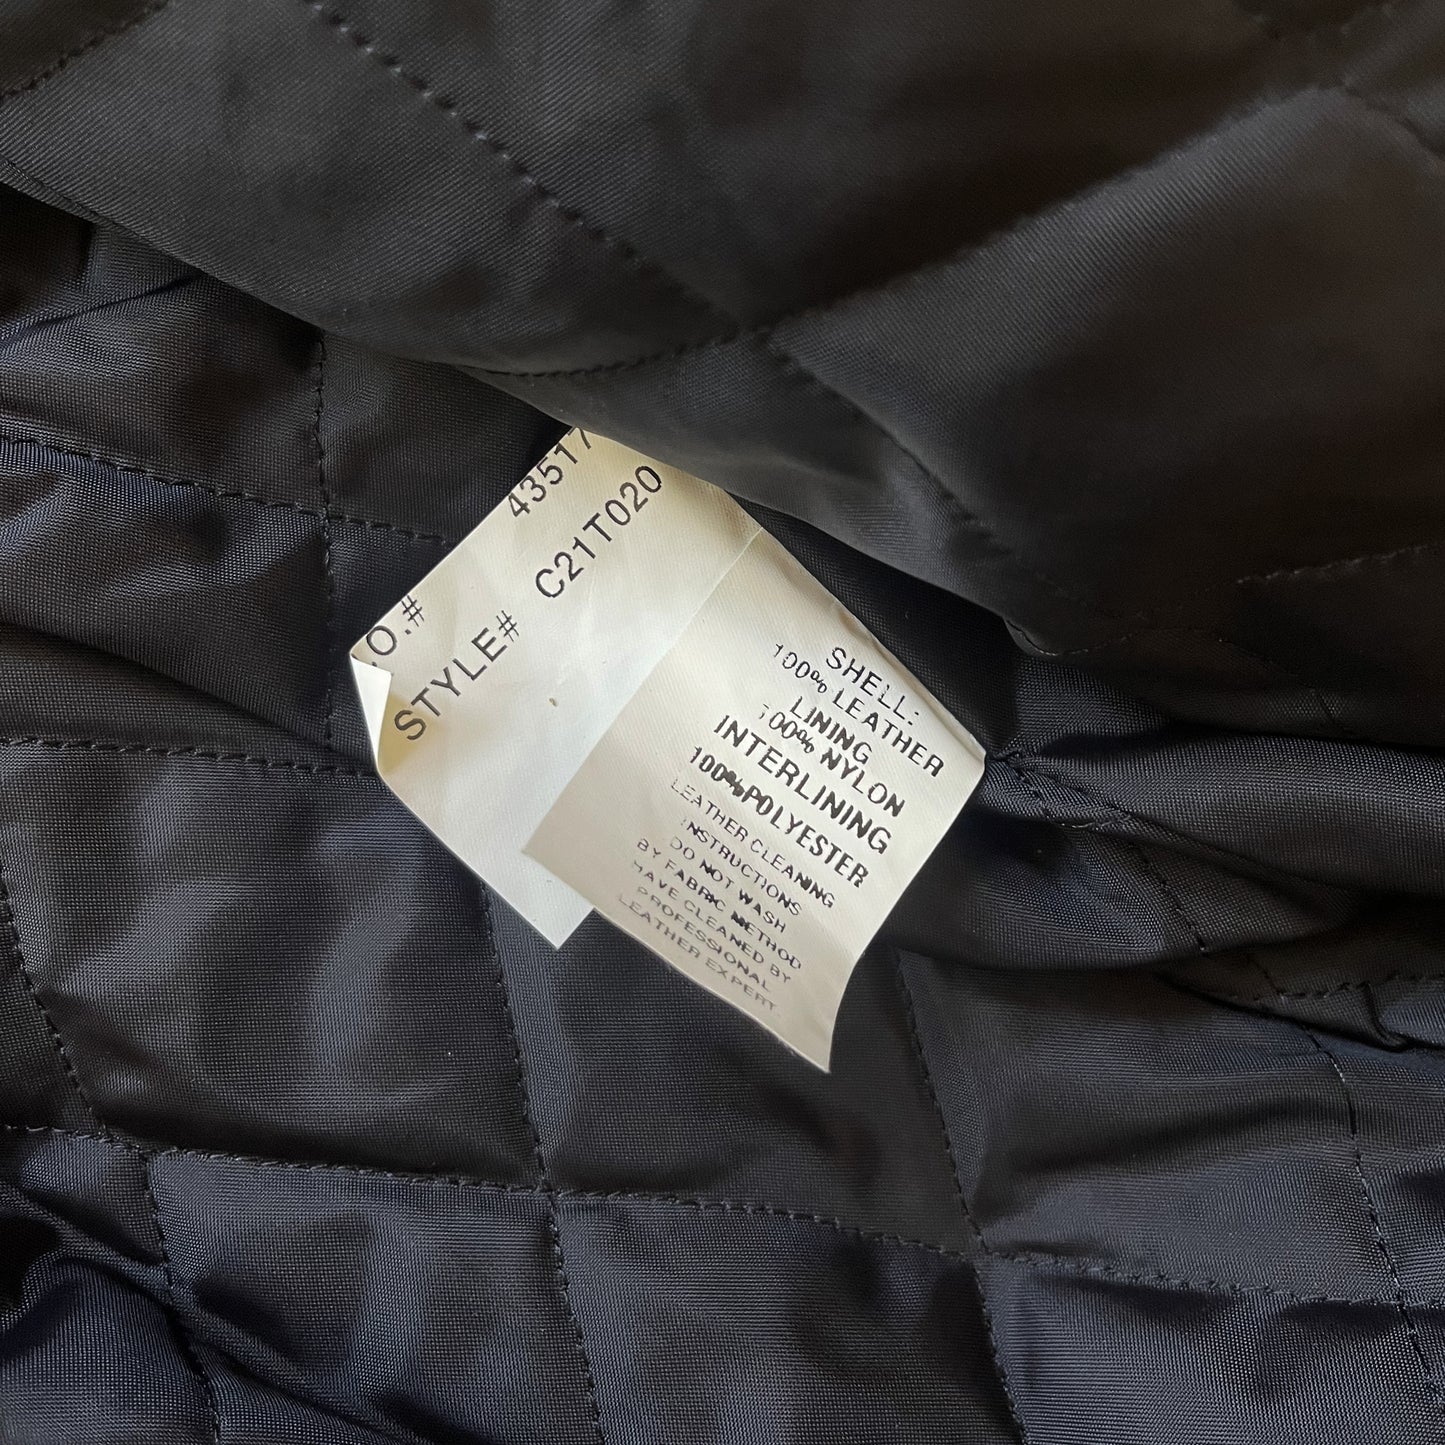 .O.# 43517
STYLE# C21T020
SHELL:
100% LEATHER
LINING
100% NYLON
INTERLINING
100% POLYESTER
LEATHER CLEANING
INSTRUCTIONS
DO NOT WASH
BY FABRIC METHOD
HAVE CLEANED BY
PROFESSIONAL
LEATHER EXPERT